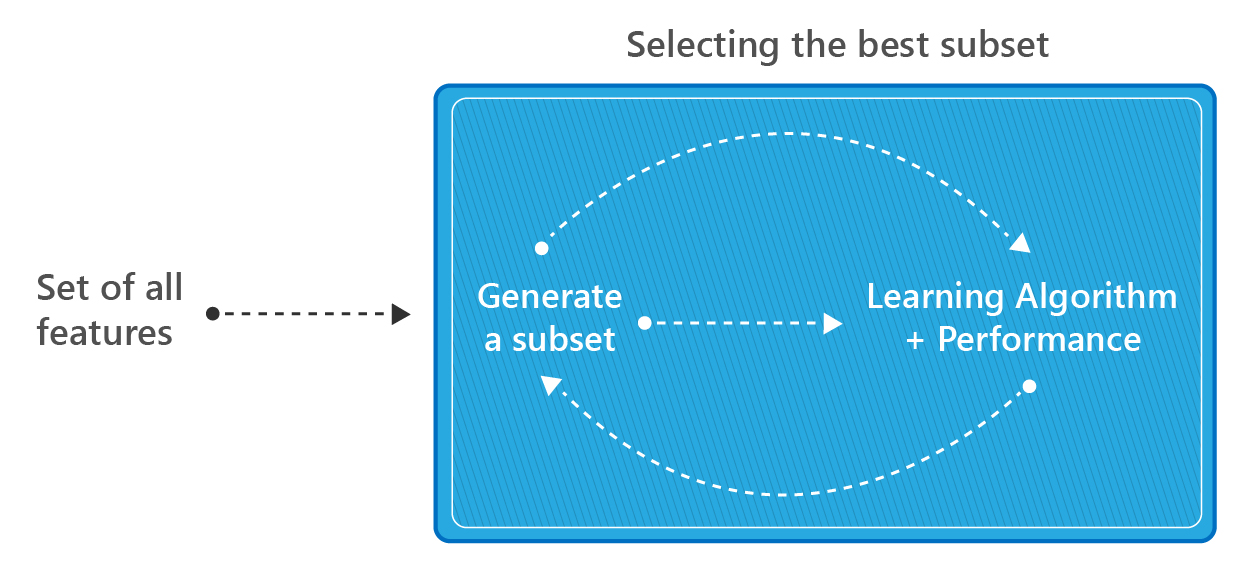 Selecting the best subset
Set of all
features
Generate
a subset
Learning Algorithm
+ Performance